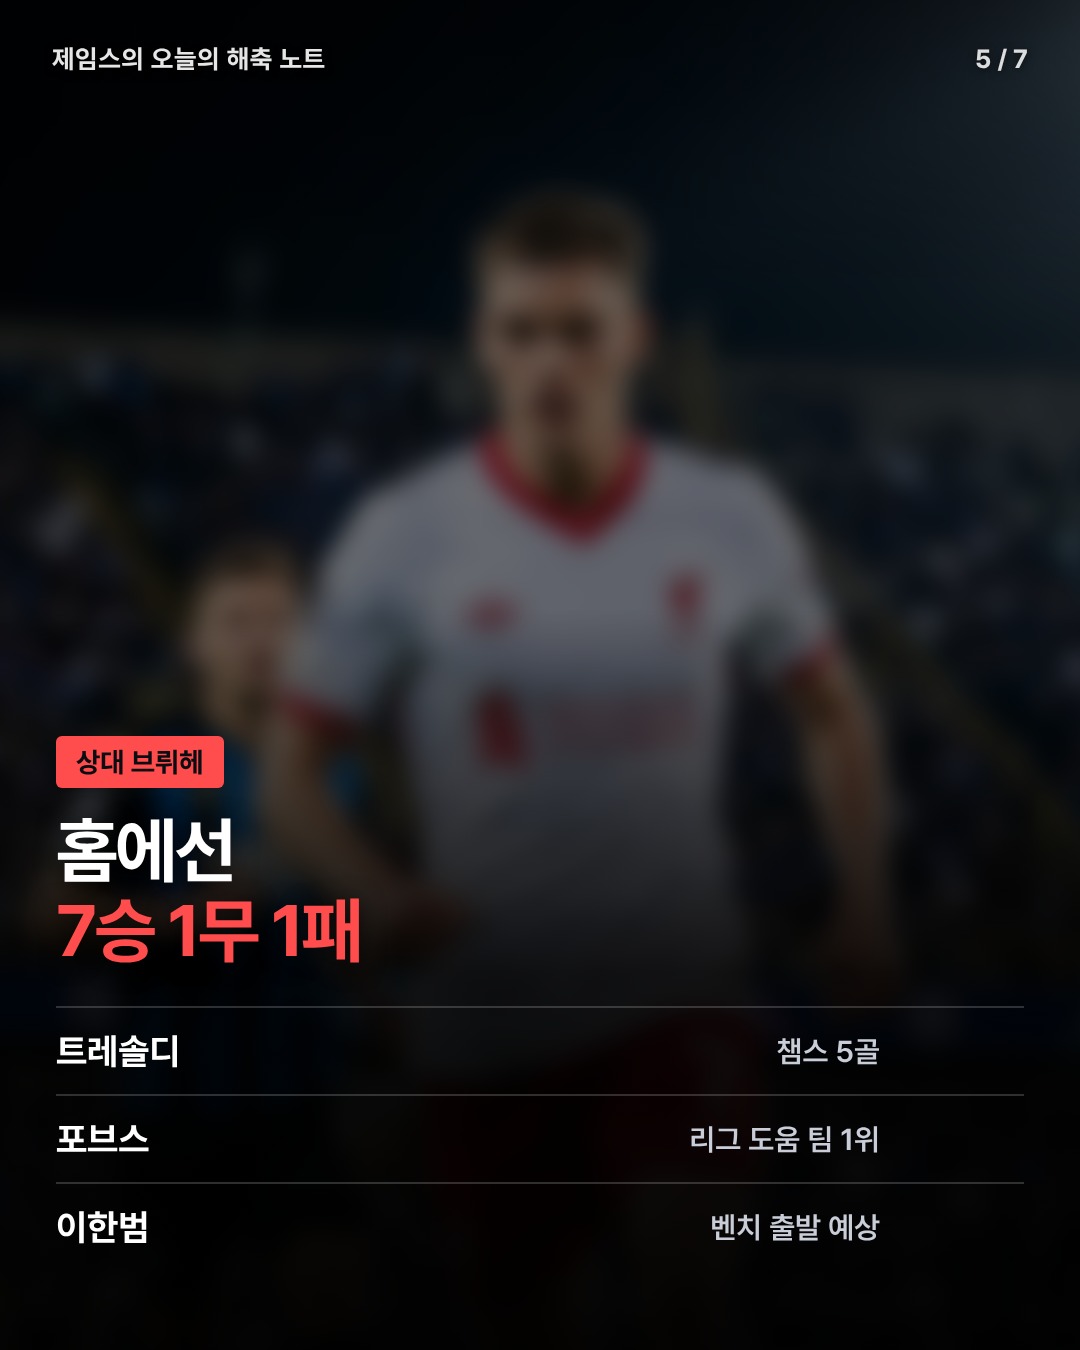 제임스의 오늘의 해축 노트
5 / 7
상대 브뤼헤
홈에선
7승 1무 1패
트레솔디
챔스 5골
포브스
리그 도움 팀 1위
이한범
벤치 출발 예상